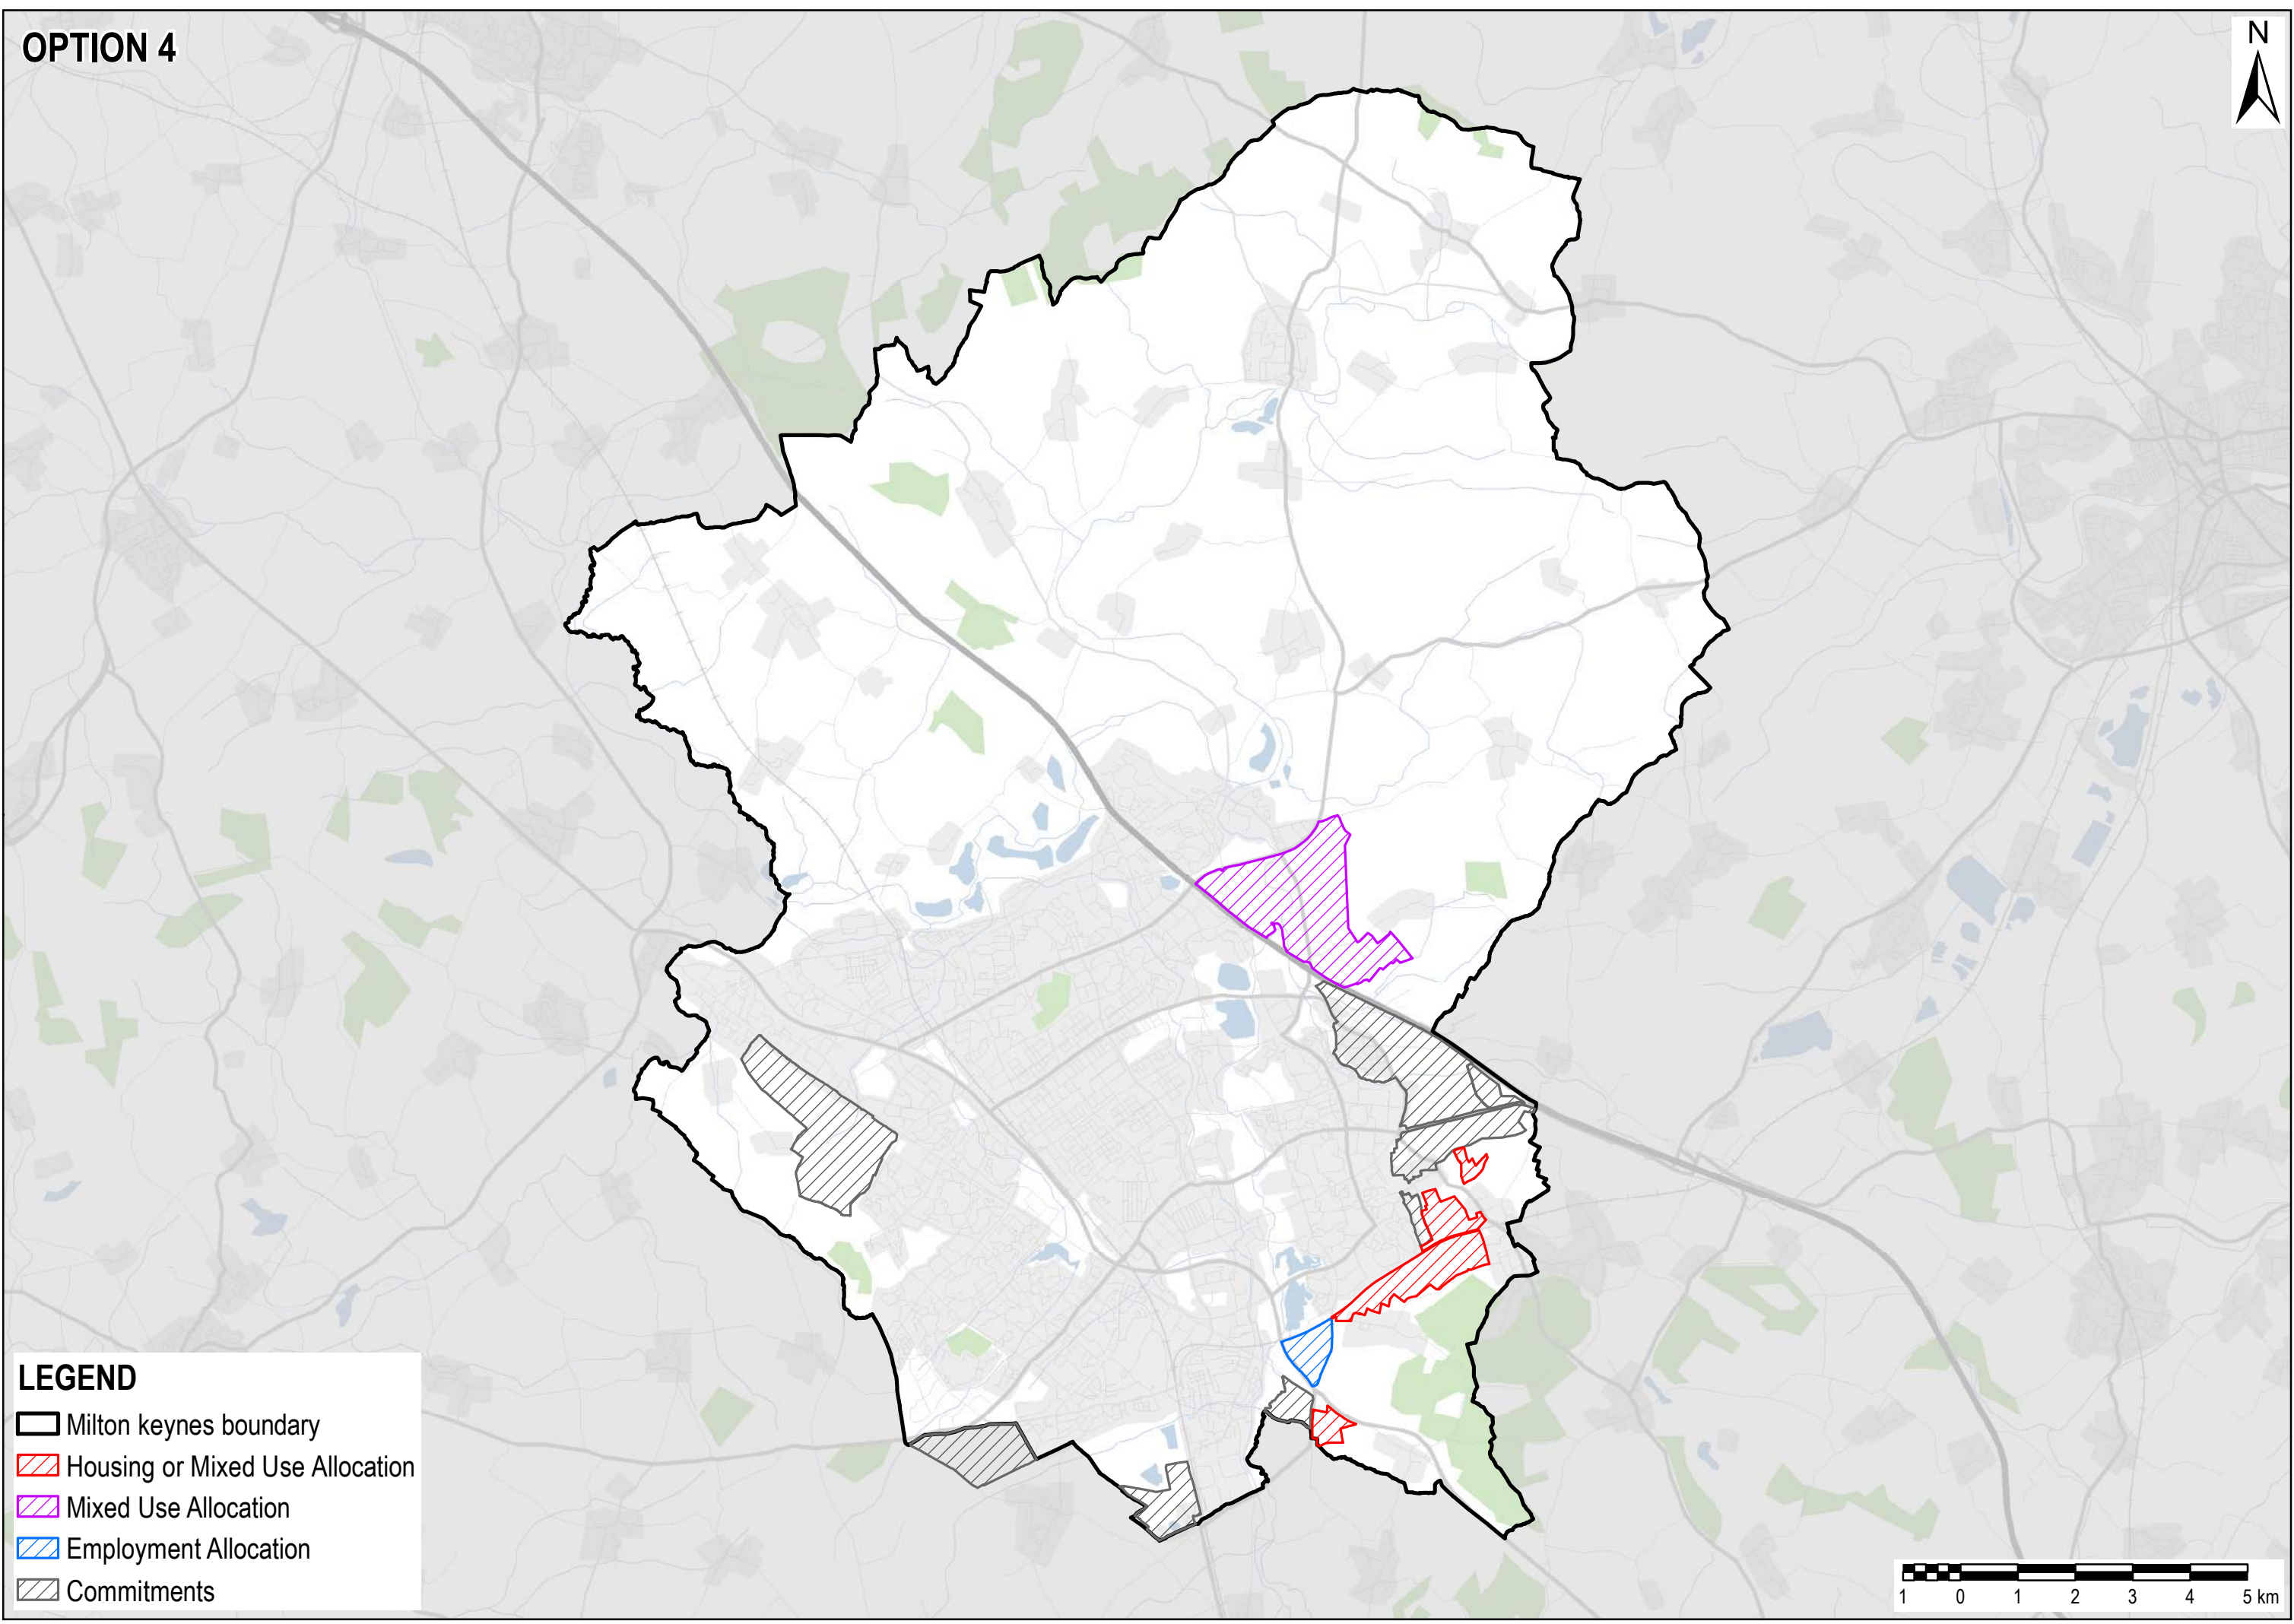 OPTION 4
N
LEGEND
Milton keynes boundary
Housing or Mixed Use Allocation
Mixed Use Allocation
Employment Allocation
Commitments
1 0 1 2 3 4 5 km